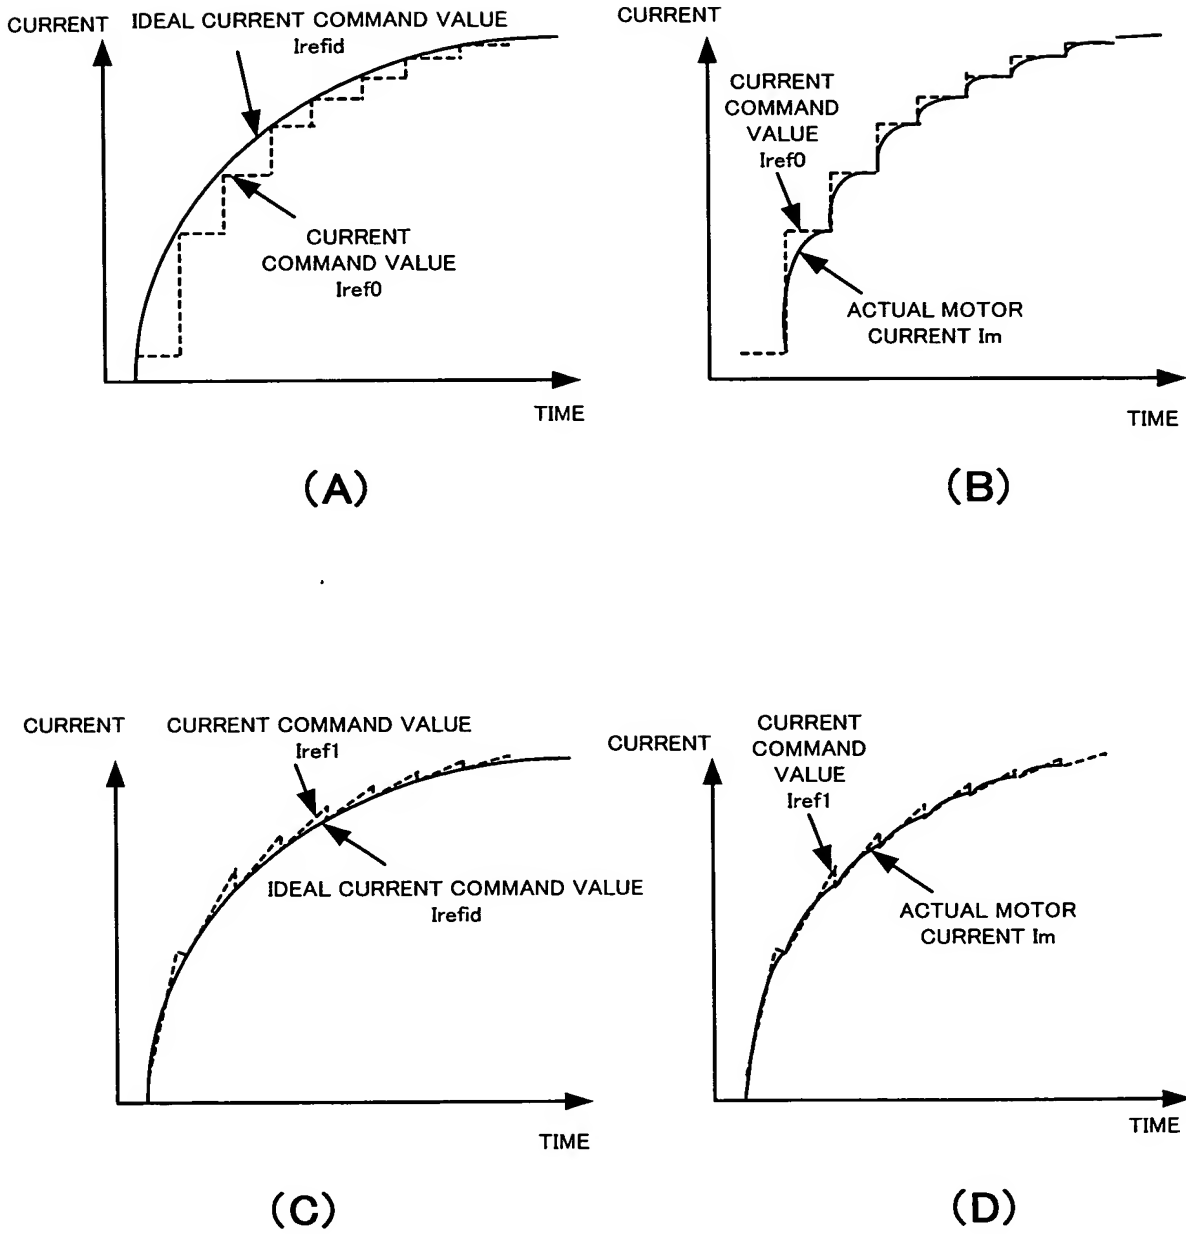 CURRENT
IDEAL CURRENT COMMAND VALUE
Irefid
CURRENT
COMMAND VALUE
Iref0
TIME
(A)
CURRENT
CURRENT
COMMAND
VALUE
Iref0
ACTUAL MOTOR
CURRENT Im
TIME
(B)
CURRENT
CURRENT COMMAND VALUE
Iref1
IDEAL CURRENT COMMAND VALUE
Irefid
TIME
(C)
CURRENT
CURRENT
COMMAND
VALUE
Iref1
ACTUAL MOTOR
CURRENT Im
TIME
(D)